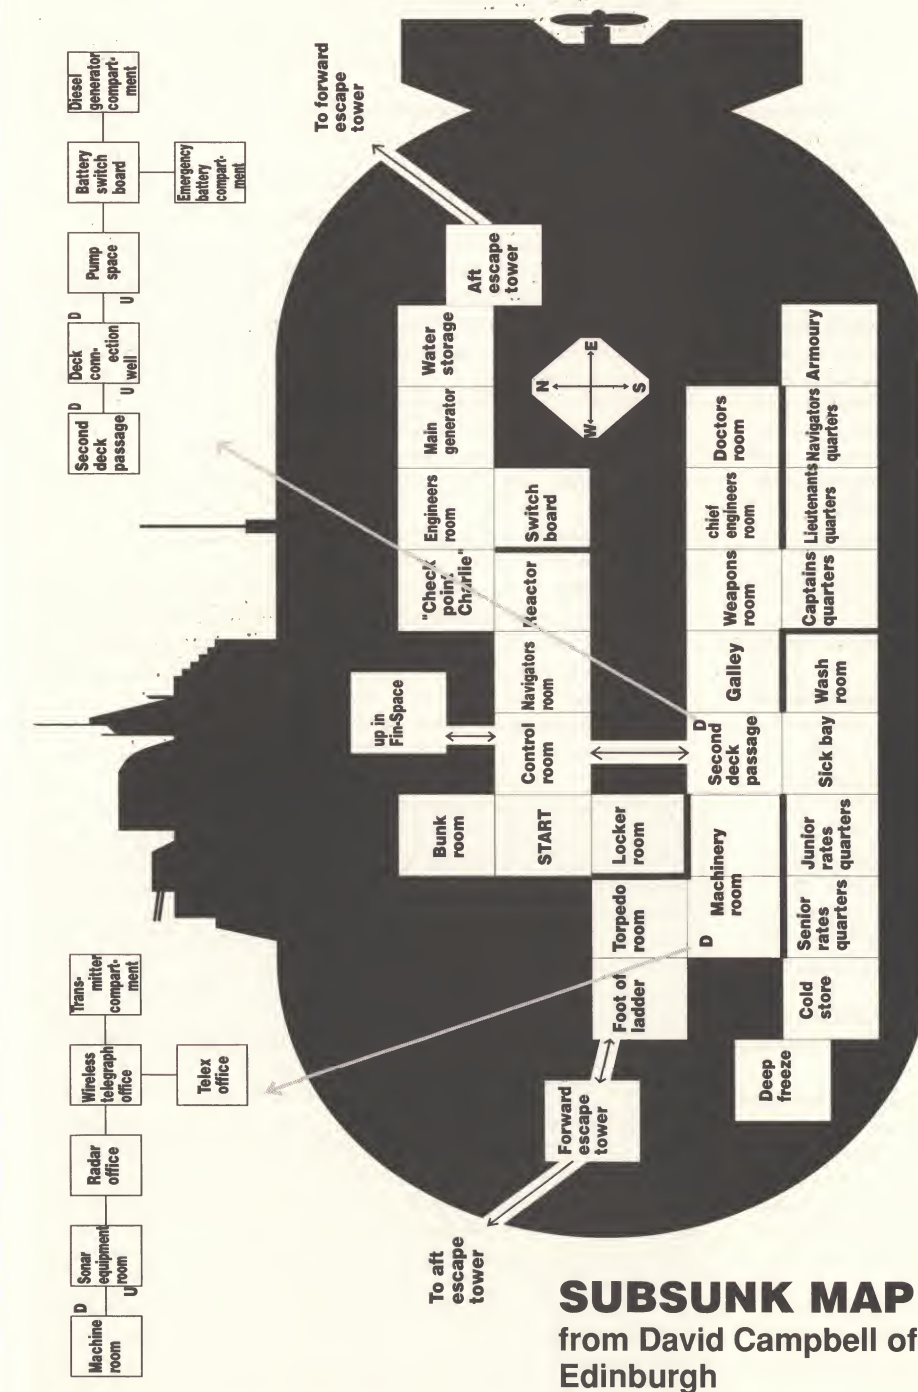 Diesel
generator
compart-
ment
Battery
switch
board
Emergency
battery
compart-
ment
Pump
space
D
U
Deck
conn-
ection
well
D
U
Second
deck
passage
To forward
escape
tower
Aft
escape
tower
Water
storage
Main
generator
Engineers
room
"Check
point
Charlie"
Switch
board
Reactor
Navigators
room
up in
Fin-Space
Control
room
Bunk
room
START
Locker
room
N
E
S
W
Armoury
Doctors
room
Navigators
quarters
chief
engineers
room
Lieutenants
quarters
Weapons
room
Captains
quarters
Galley
Wash
room
D
Second
deck
passage
Sick bay
Machinery
room
D
Junior
rates
quarters
Senior
rates
quarters
Torpedo
room
Foot of
ladder
Cold
store
Deep
freeze
Forward
escape
tower
To aft
escape
tower
Trans-
mitter
compart-
ment
Wireless
telegraph
office
Telex
office
Radar
office
Sonar
equipment
room
D
U
Machine
room
SUBSUNK MAP
from David Campbell of
Edinburgh